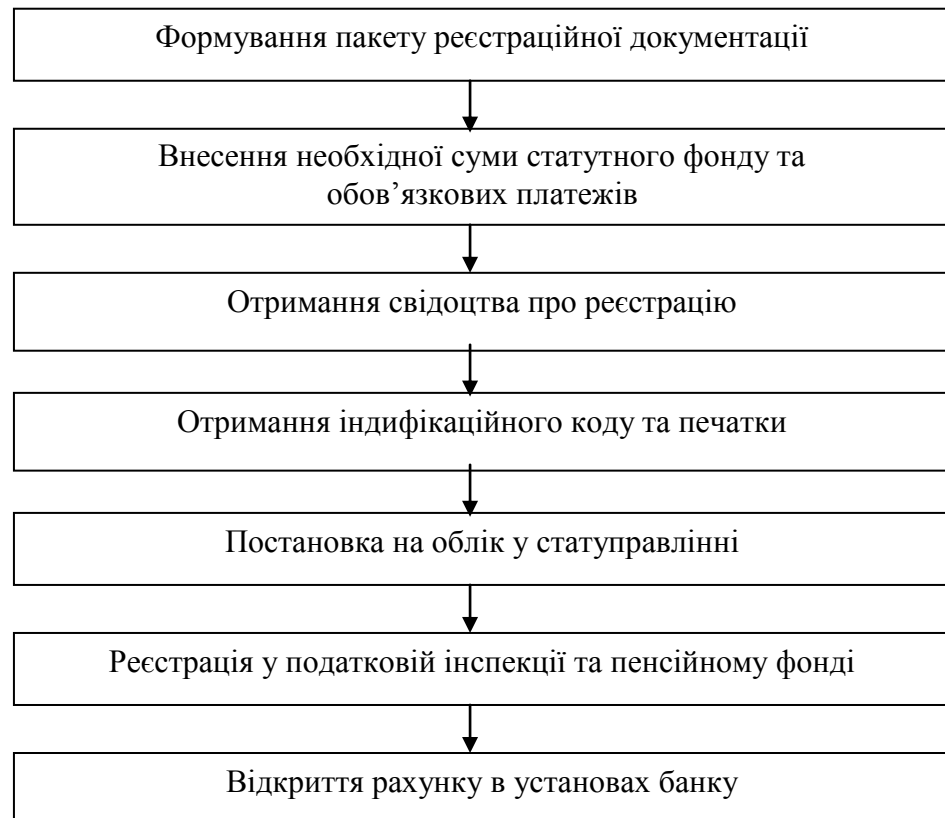 Формування пакету реєстраційної документації
Внесення необхідної суми статутного фонду та
обов’язкових платежів
Отримання свідоцтва про реєстрацію
Отримання індифікаційного коду та печатки
Постановка на облік у статуправлінні
Реєстрація у податковій інспекції та пенсійному фонді
Відкриття рахунку в установах банку